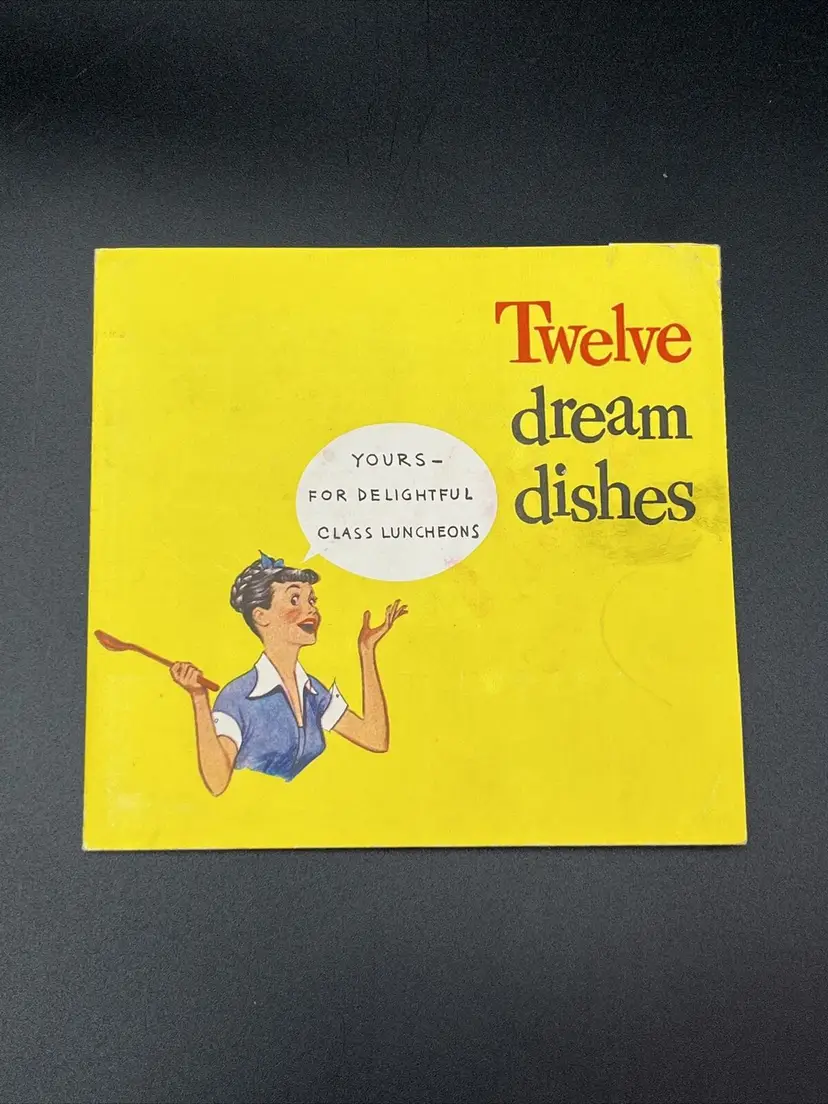 Twelve
dream
dishes
YOURS–
FOR DELIGHTFUL
CLASS LUNCHEONS